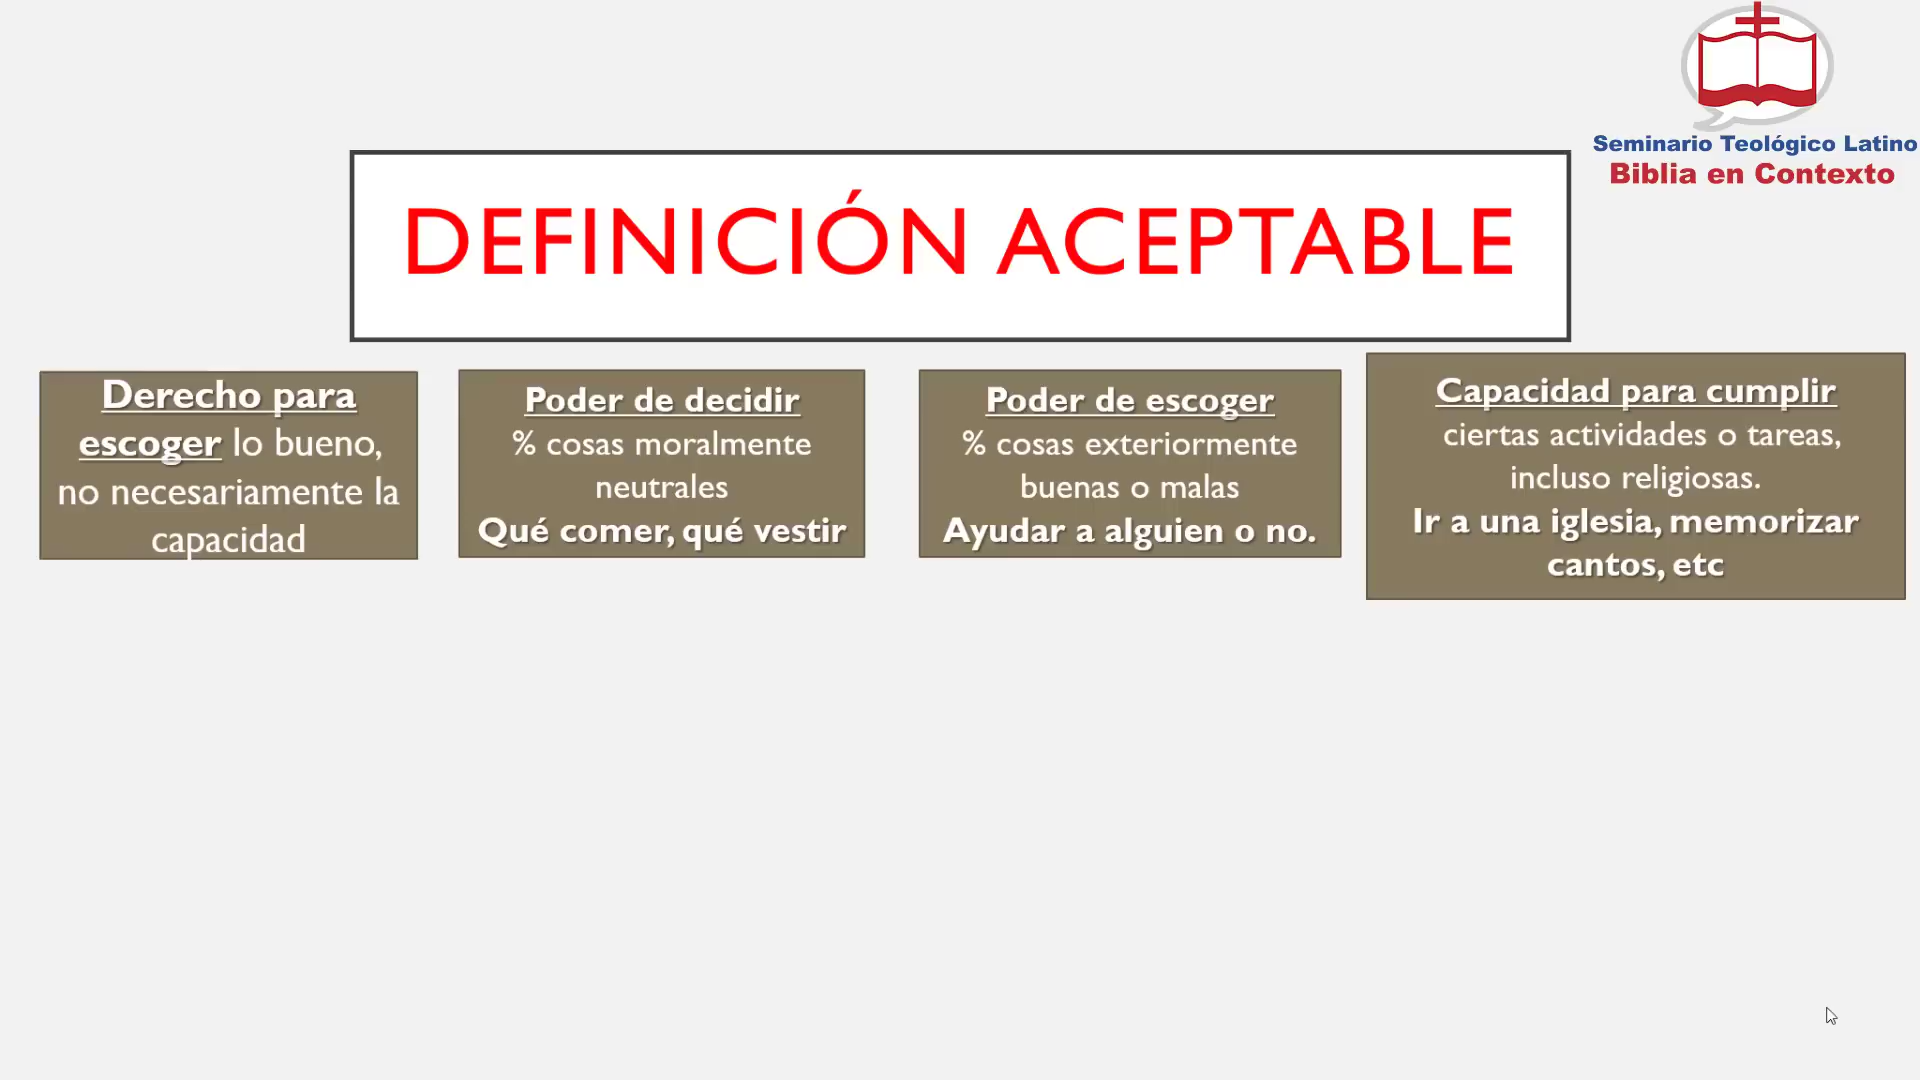 Seminario Teológico Latino
Biblia en Contexto
DEFINICIÓN ACEPTABLE
Derecho para
escoger lo bueno,
no necesariamente la
capacidad
Poder de decidir
% cosas moralmente
neutrales
Qué comer, qué vestir
Poder de escoger
% cosas exteriormente
buenas o malas
Ayudar a alguien o no.
Capacidad para cumplir
ciertas actividades o tareas,
incluso religiosas.
Ir a una iglesia, memorizar
cantos, etc